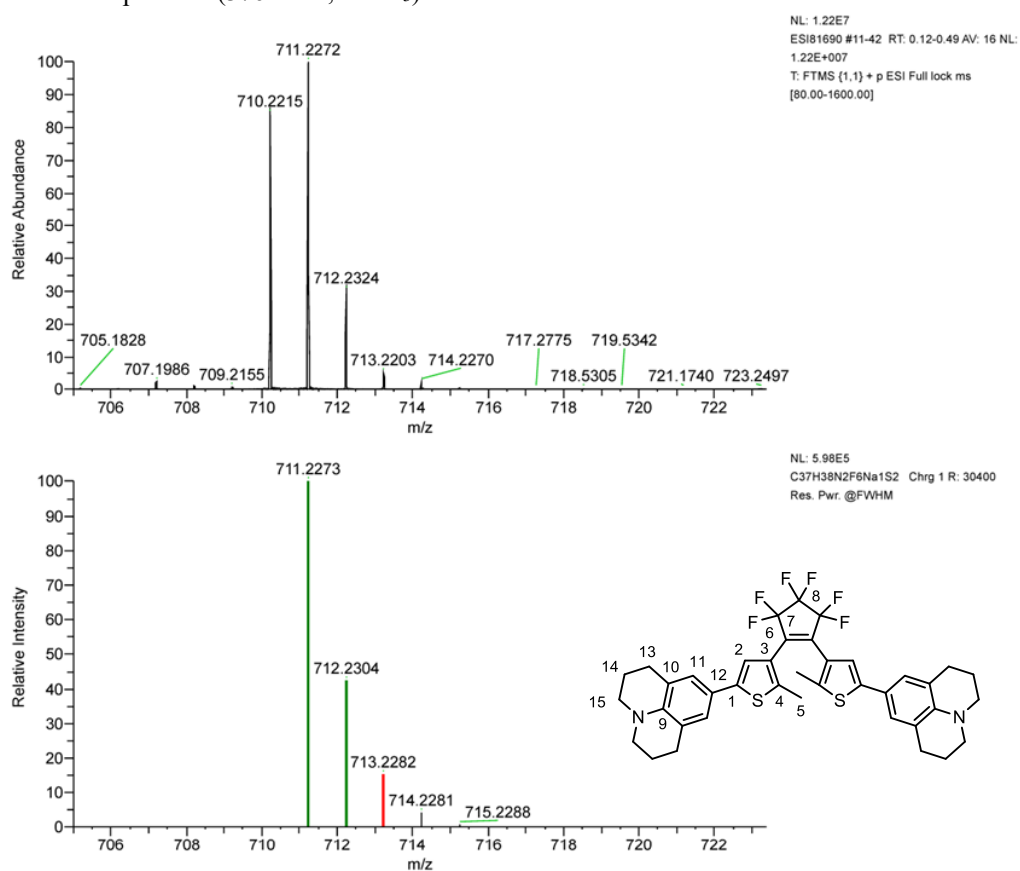 NL: 1.22E7
ESI81690 #11-42 RT: 0.12-0.49 AV: 16 NL:
1.22E+007
T: FTMS {1,1} + p ESI Full lock ms
[80.00-1600.00]
711.2272
710.2215
712.2324
705.1828
707.1986
709.2155
713.2203
714.2270
717.2775
718.5305
719.5342
721.1740
723.2497
Relative Abundance
100
90
80
70
60
50
40
30
20
10
0
706 708 710 712 714 716 718 720 722
m/z
NL: 5.98E5
C37H38N2F6Na1S2 Chrg 1 R: 30400
Res. Pwr. @FWHM
711.2273
712.2304
713.2282
714.2281
715.2288
Relative Intensity
100
90
80
70
60
50
40
30
20
10
0
706 708 710 712 714 716 718 720 722
m/z
F F
F 8 F
F 7 F
6
13 2 3
14 10 11
15 12
N 9 1 S 4 5 S N